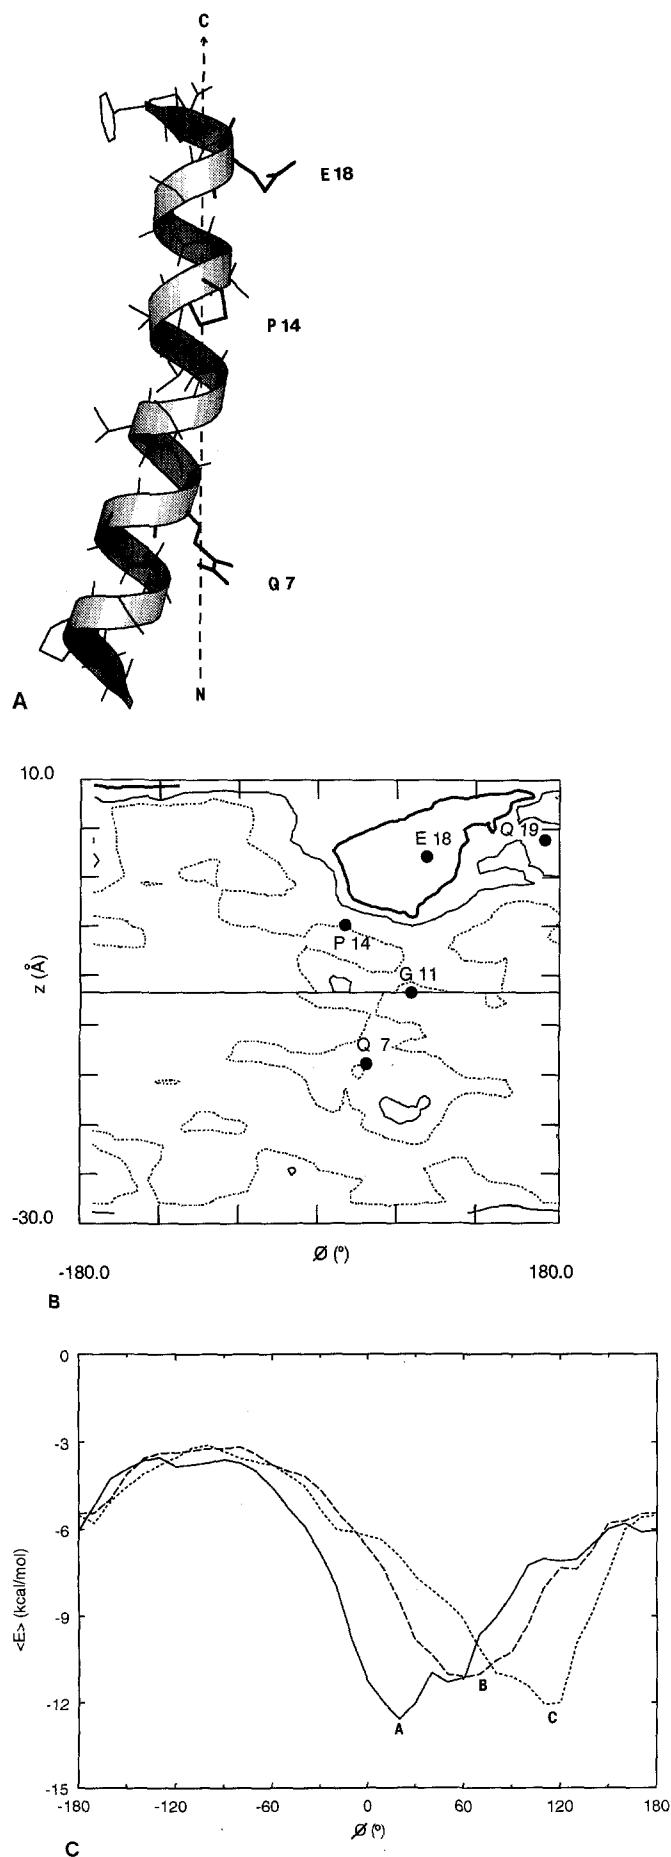 C
E 18
P 14
Q 7
N
A
10.0
E 18
Q 19
P 14
G 11
Q 7
z (Å)
-30.0
Ø (°)
-180.0
180.0
B
0
-3
-6
-9
-12
-15
<E> (kcal/mol)
A
B
C
-180
-120
-60
0
60
120
180
Ø (°)
C